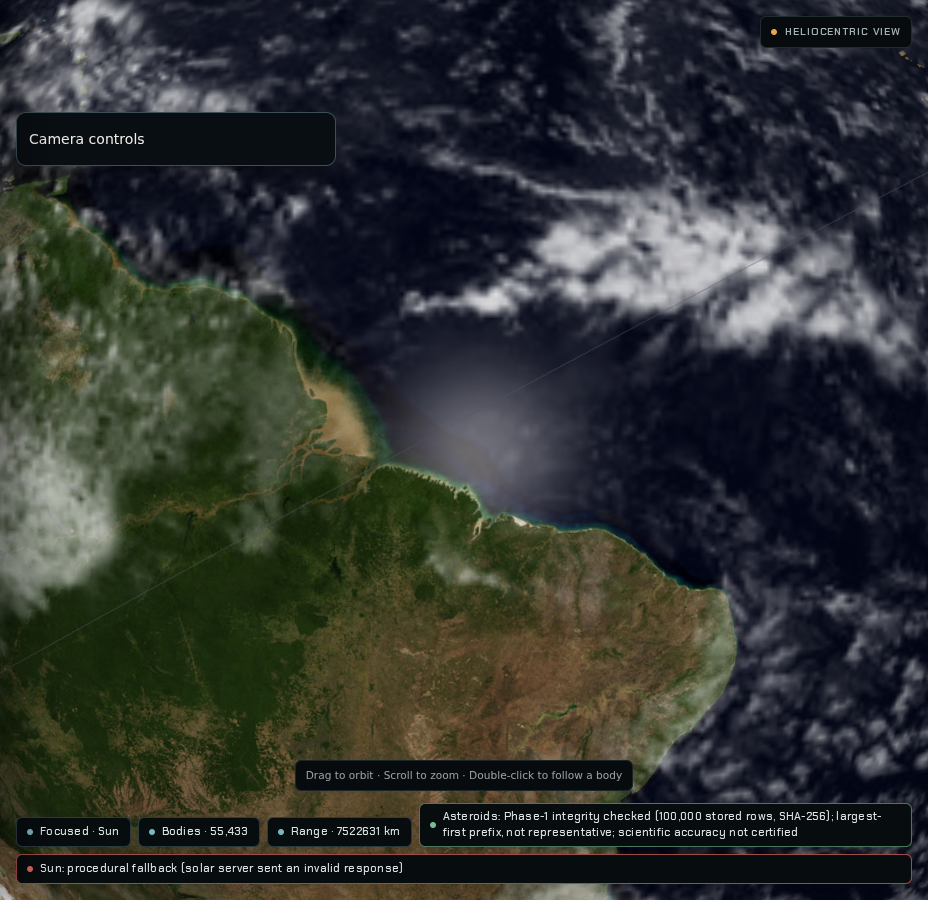 HELIOCENTRIC VIEW
Camera controls
Drag to orbit · Scroll to zoom · Double-click to follow a body
Focused · Sun
Bodies · 55,433
Range · 7522631 km
Asteroids: Phase-1 integrity checked (100,000 stored rows, SHA-256); largest-
first prefix, not representative; scientific accuracy not certified
Sun: procedural fallback (solar server sent an invalid response)